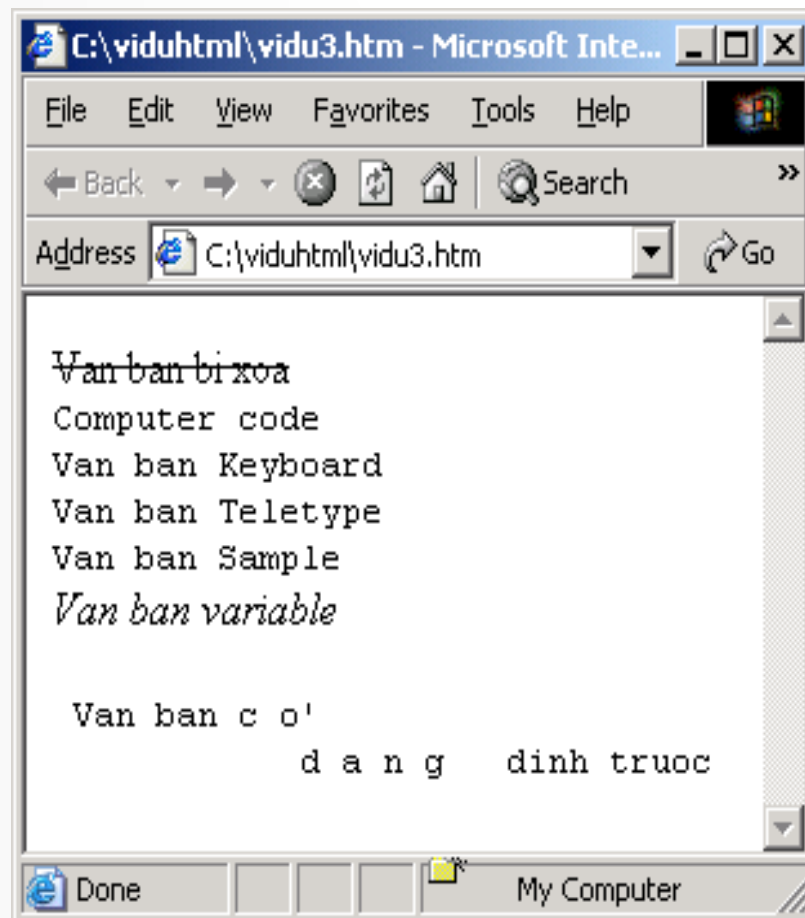 C:\viduhtml\vidu3.htm - Microsoft Inte...
File Edit View Favorites Tools Help
Back Search »
Address C:\viduhtml\vidu3.htm Go
Van ban bi xoa
Computer code
Van ban Keyboard
Van ban Teletype
Van ban Sample
Van ban variable
Van ban c o'
d a n g dinh truoc
Done My Computer